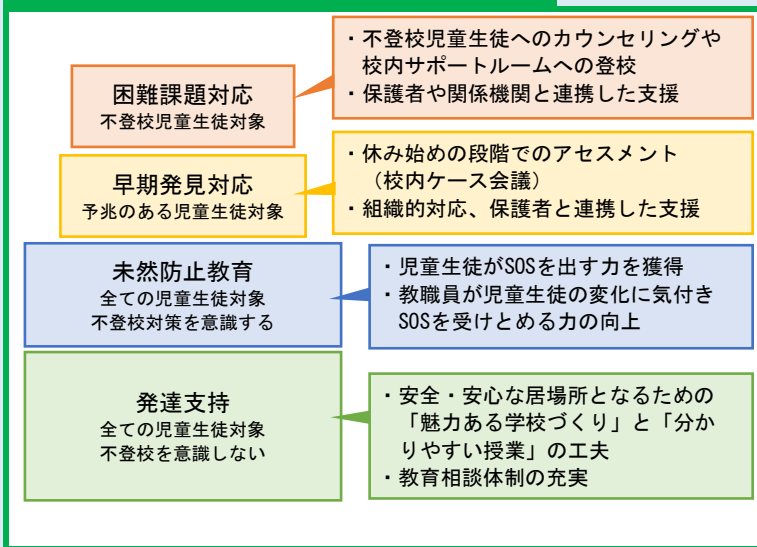 困難課題対応
不登校児童生徒対象
・不登校児童生徒へのカウンセリングや
校内サポートルームへの登校
・保護者や関係機関と連携した支援
早期発見対応
予兆のある児童生徒対象
・休み始めの段階でのアセスメント
（校内ケース会議）
・組織的対応、保護者と連携した支援
未然防止教育
全ての児童生徒対象
不登校対策を意識する
・児童生徒がSOSを出す力を獲得
・教職員が児童生徒の変化に気付き
SOSを受けとめる力の向上
発達支持
全ての児童生徒対象
不登校を意識しない
・安全・安心な居場所となるための
「魅力ある学校づくり」と「分か
りやすい授業」の工夫
・教育相談体制の充実